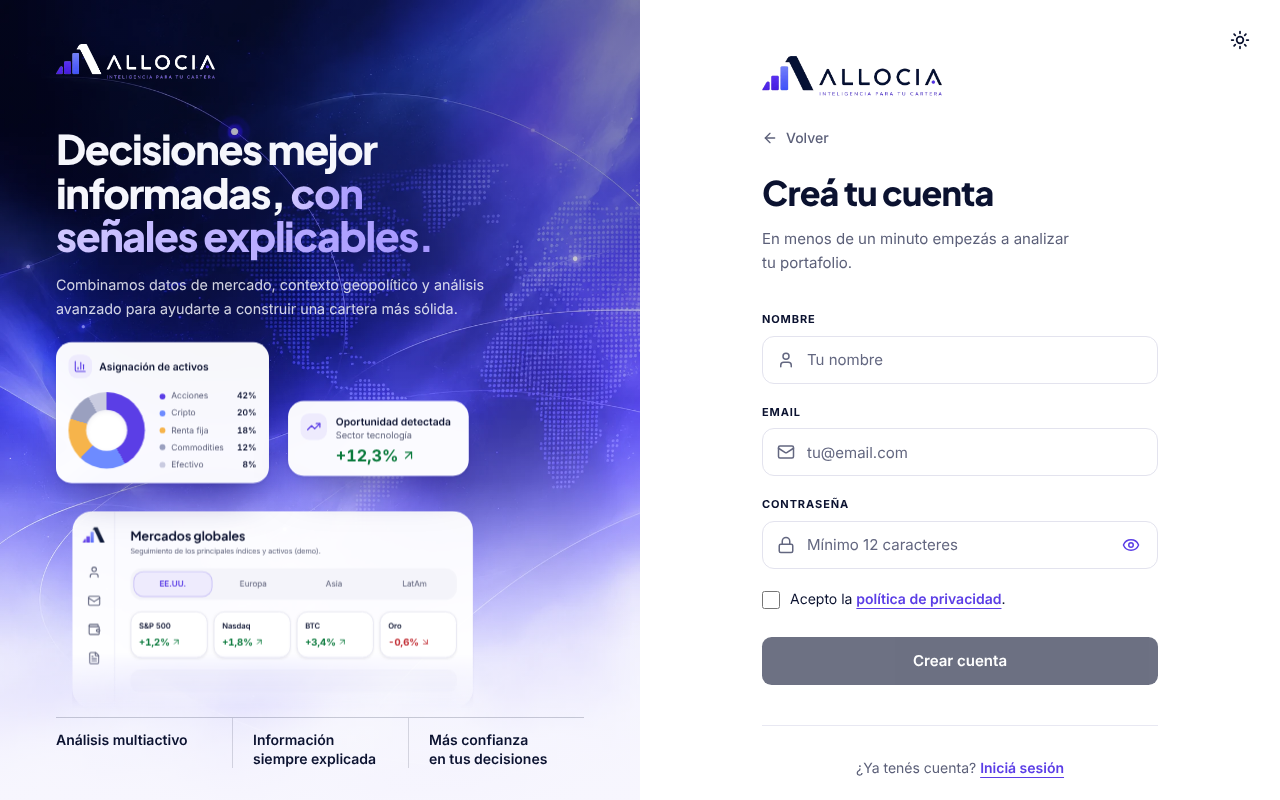 ALLOCIA
INTELIGENCIA PARA TU CARTERA
Decisiones mejor
informadas, con
señales explicables.
Combinamos datos de mercado, contexto geopolítico y análisis
avanzado para ayudarte a construir una cartera más sólida.
Asignación de activos
Acciones 42%
Cripto 20%
Renta fija 18%
Commodities 12%
Efectivo 8%
Oportunidad detectada
Sector tecnología
+12,3%
Mercados globales
Seguimiento de los principales índices y activos (demo).
EE.UU. Europa Asia LatAm
S&P 500 Nasdaq BTC Oro
+1,2% +1,8% +3,4% -0,6%
Análisis multiactivo
Información
siempre explicada
Más confianza
en tus decisiones
ALLOCIA
INTELIGENCIA PARA TU CARTERA
Volver
Creá tu cuenta
En menos de un minuto empezás a analizar
tu portafolio.
NOMBRE
Tu nombre
EMAIL
tu@email.com
CONTRASEÑA
Mínimo 12 caracteres
Acepto la política de privacidad.
Crear cuenta
¿Ya tenés cuenta? Iniciá sesión